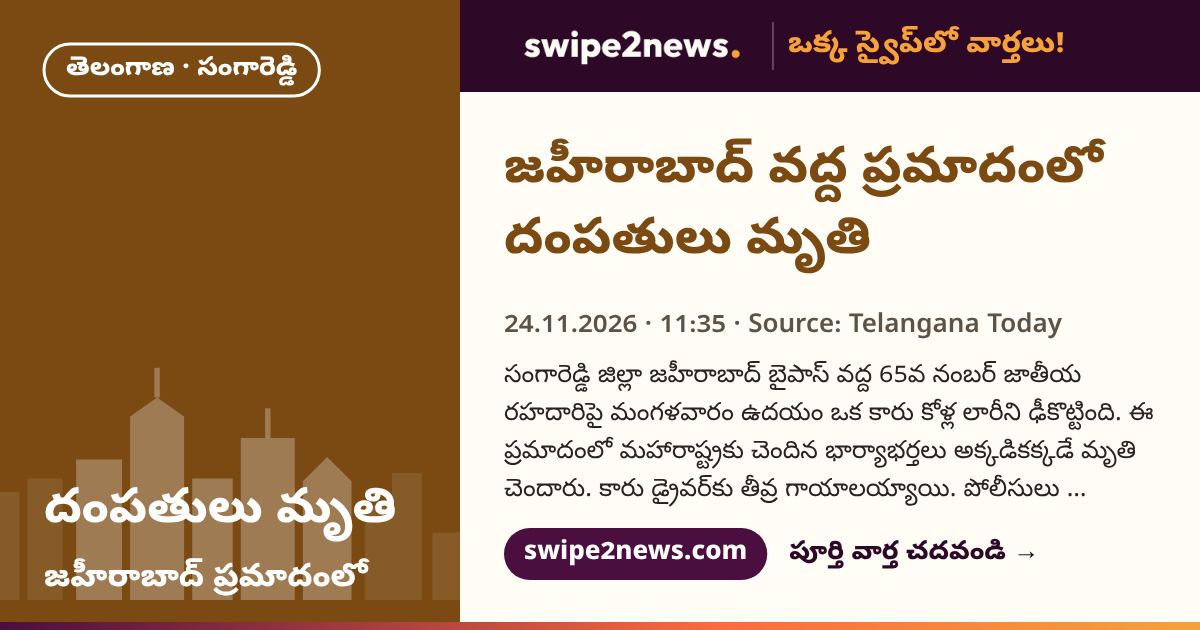 తెలంగాణ · సంగారెడ్డి
దంపతులు మృతి
జహీరాబాద్ ప్రమాదంలో
swipe2news.
ఒక్క స్వైప్‌లో వార్తలు!
జహీరాబాద్ వద్ద ప్రమాదంలో
దంపతులు మృతి
24.11.2026 · 11:35 · Source: Telangana Today
సంగారెడ్డి జిల్లా జహీరాబాద్ బైపాస్ వద్ద 65వ నంబర్ జాతీయ
రహదారిపై మంగళవారం ఉదయం ఒక కారు కోళ్ల లారీని ఢీకొట్టింది. ఈ
ప్రమాదంలో మహారాష్ట్రకు చెందిన భార్యాభర్తలు అక్కడికక్కడే మృతి
చెందారు. కారు డ్రైవర్‌కు తీవ్ర గాయాలయ్యాయి. పోలీసులు ...
swipe2news.com
పూర్తి వార్త చదవండి →